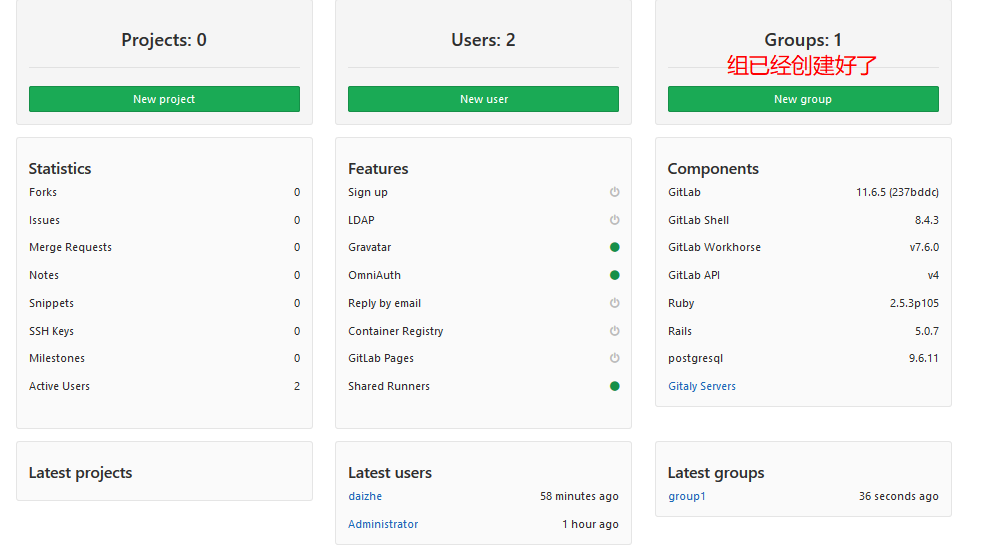 Projects: 0
New project
Users: 2
New user
Groups: 1
组已经创建好了
New group
Statistics
Forks 0
Issues 0
Merge Requests 0
Notes 0
Snippets 0
SSH Keys 0
Milestones 0
Active Users 2
Features
Sign up
LDAP
Gravatar
OmniAuth
Reply by email
Container Registry
GitLab Pages
Shared Runners
Components
GitLab 11.6.5 (237bddc)
GitLab Shell 8.4.3
GitLab Workhorse v7.6.0
GitLab API v4
Ruby 2.5.3p105
Rails 5.0.7
postgresql 9.6.11
Gitaly Servers
Latest projects
Latest users
daizhe 58 minutes ago
Administrator 1 hour ago
Latest groups
group1 36 seconds ago